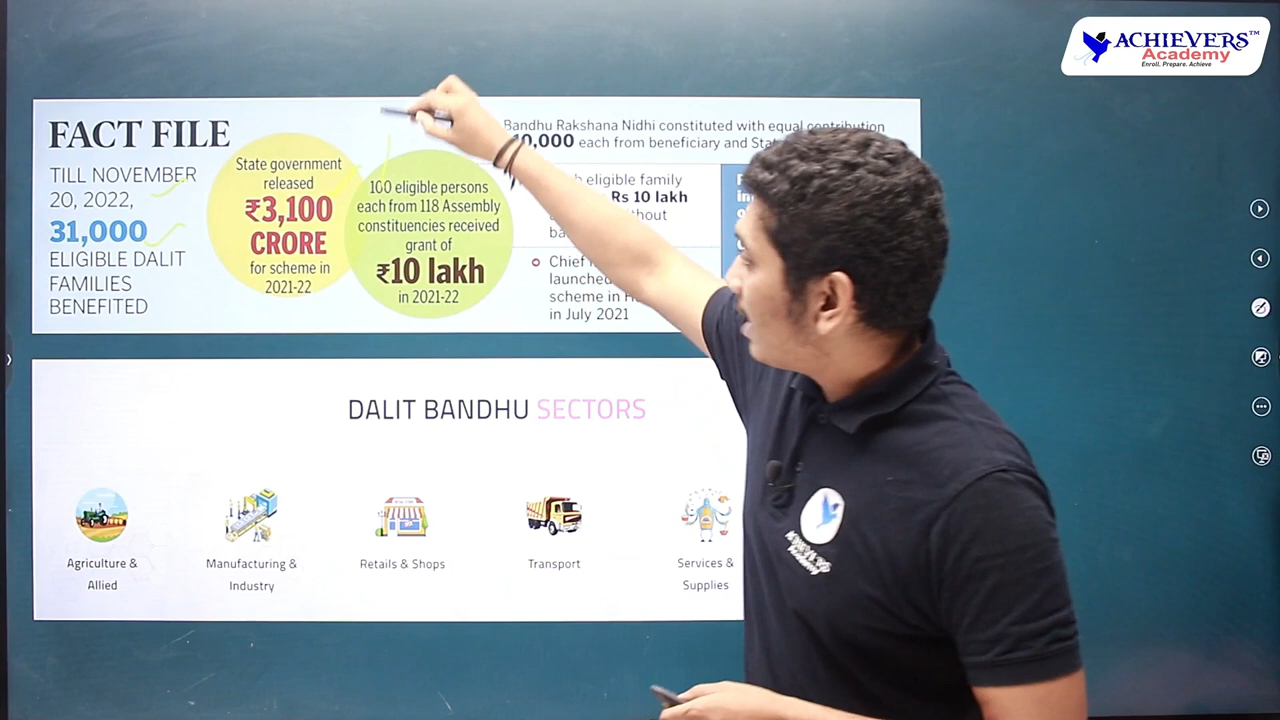 ACHIEVERS™
Academy
Enroll. Prepare. Achieve
FACT FILE
TILL NOVEMBER
20, 2022,
31,000
ELIGIBLE DALIT
FAMILIES
BENEFITED
State government
released
₹3,100
CRORE
for scheme in
2021-22
100 eligible persons
each from 118 Assembly
constituencies received
grant of
₹10 lakh
in 2021-22
Bandhu Rakshana Nidhi constituted with equal contribution
10,000 each from beneficiary and
eligible family
Rs 10 lakh
Chief
launched
scheme in
in July 2021
DALIT BANDHU SECTORS
Agriculture &
Allied
Manufacturing &
Industry
Retails & Shops
Transport
Services &
Supplies
ACHIEVERS
Academy